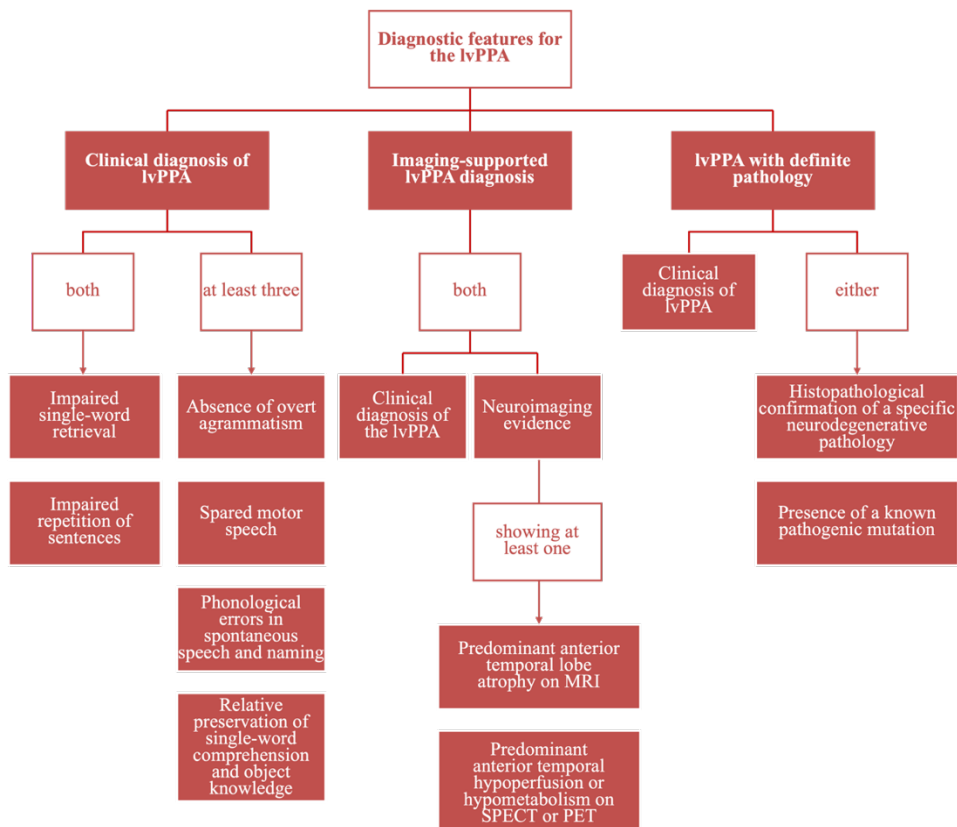 Diagnostic features for
the lvPPA
Clinical diagnosis of
lvPPA
Imaging-supported
lvPPA diagnosis
lvPPA with definite
pathology
both
at least three
both
Clinical
diagnosis of
lvPPA
either
Impaired
single-word
retrieval
Absence of overt
agrammatism
Clinical
diagnosis of
the lvPPA
Neuroimaging
evidence
Histopathological
confirmation of a specific
neurodegenerative
pathology
Impaired
repetition of
sentences
Spared motor
speech
showing at
least one
Presence of a known
pathogenic mutation
Phonological
errors in
spontaneous
speech and naming
Predominant anterior
temporal lobe
atrophy on MRI
Relative
preservation of
single-word
comprehension
and object
knowledge
Predominant
anterior temporal
hypoperfusion or
hypometabolism on
SPECT or PET